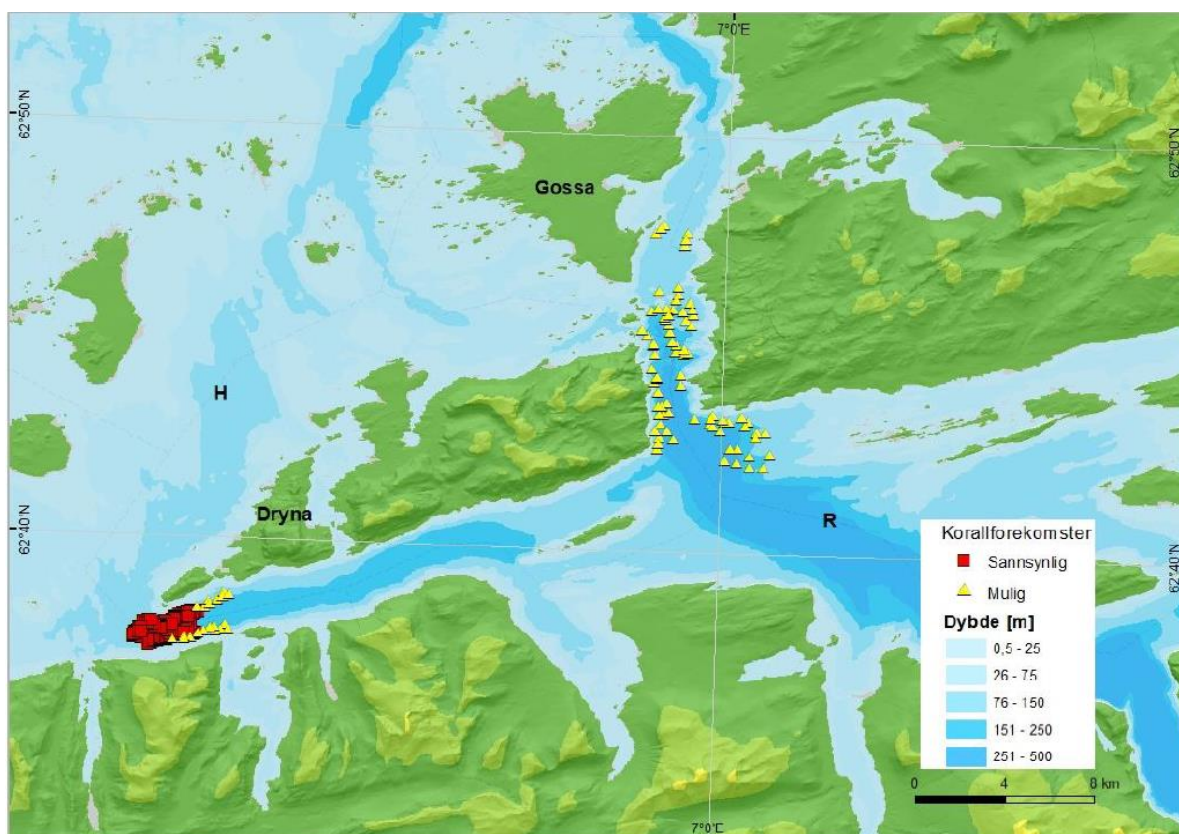 7°0'E
62°50'N
62°50'N
Gossa
H
Dryna
62°40'N
R
62°40'N
Korallforekomster
Sannsynlig
Mulig
Dybde [m]
0,5 - 25
26 - 75
76 - 150
151 - 250
251 - 500
0 4 8 km
7°0'E